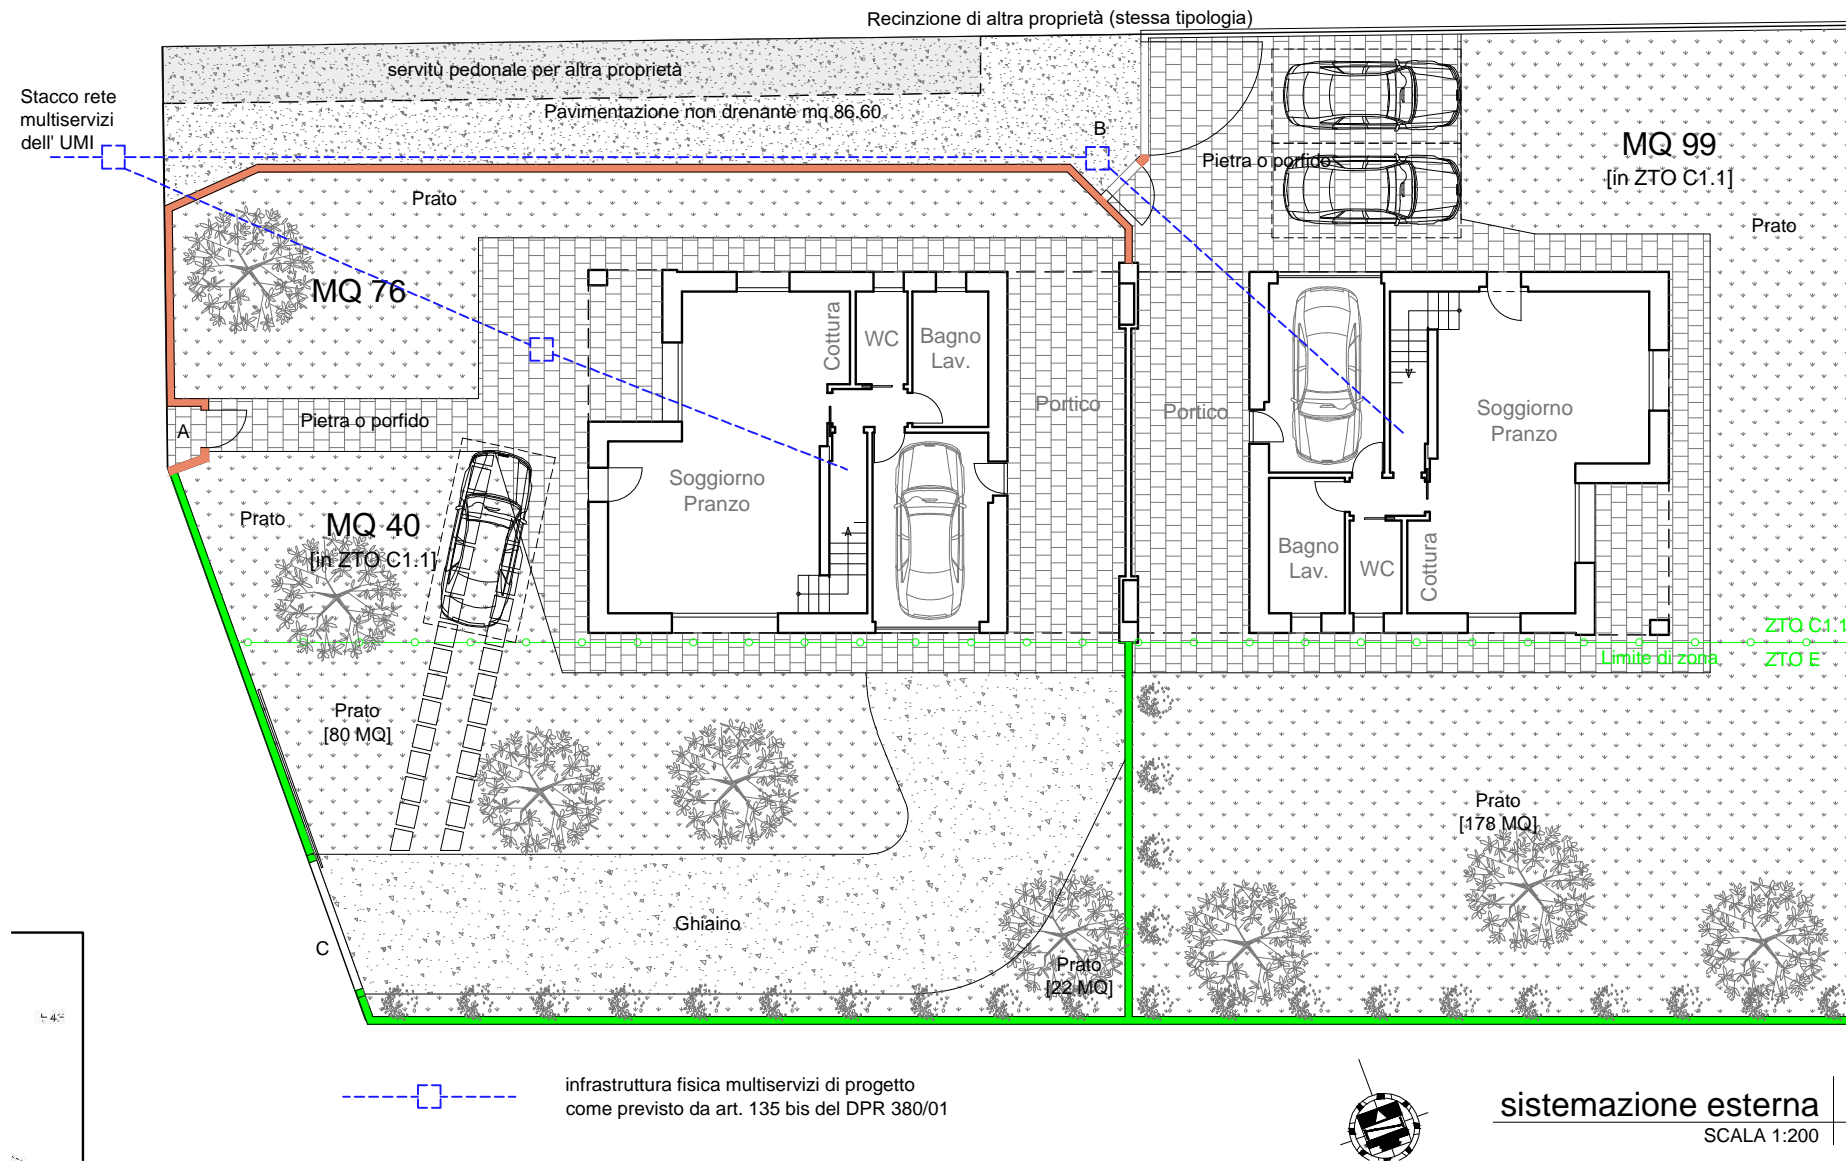 Recinzione di altra proprietà (stessa tipologia)
servitù pedonale per altra proprietà
Stacco rete
multiservizi
dell' UMI
Pavimentazione non drenante mq 86.60
B
Pietra o porfido
MQ 99
[in ZTO C1.1]
Prato
Prato
MQ 76
Cottura
WC
Bagno
Lav.
Portico
Portico
Soggiorno
Pranzo
A
Pietra o porfido
Soggiorno
Pranzo
Prato
MQ 40
[in ZTO C1.1]
Bagno
Lav.
WC
Cottura
ZTO C1.1
Limite di zona
ZTO E
Prato
[80 MQ]
Prato
[178 MQ]
Ghiaino
C
Prato
[22 MQ]
infrastruttura fisica multiservizi di progetto
come previsto da art. 135 bis del DPR 380/01
sistemazione esterna
SCALA 1:200